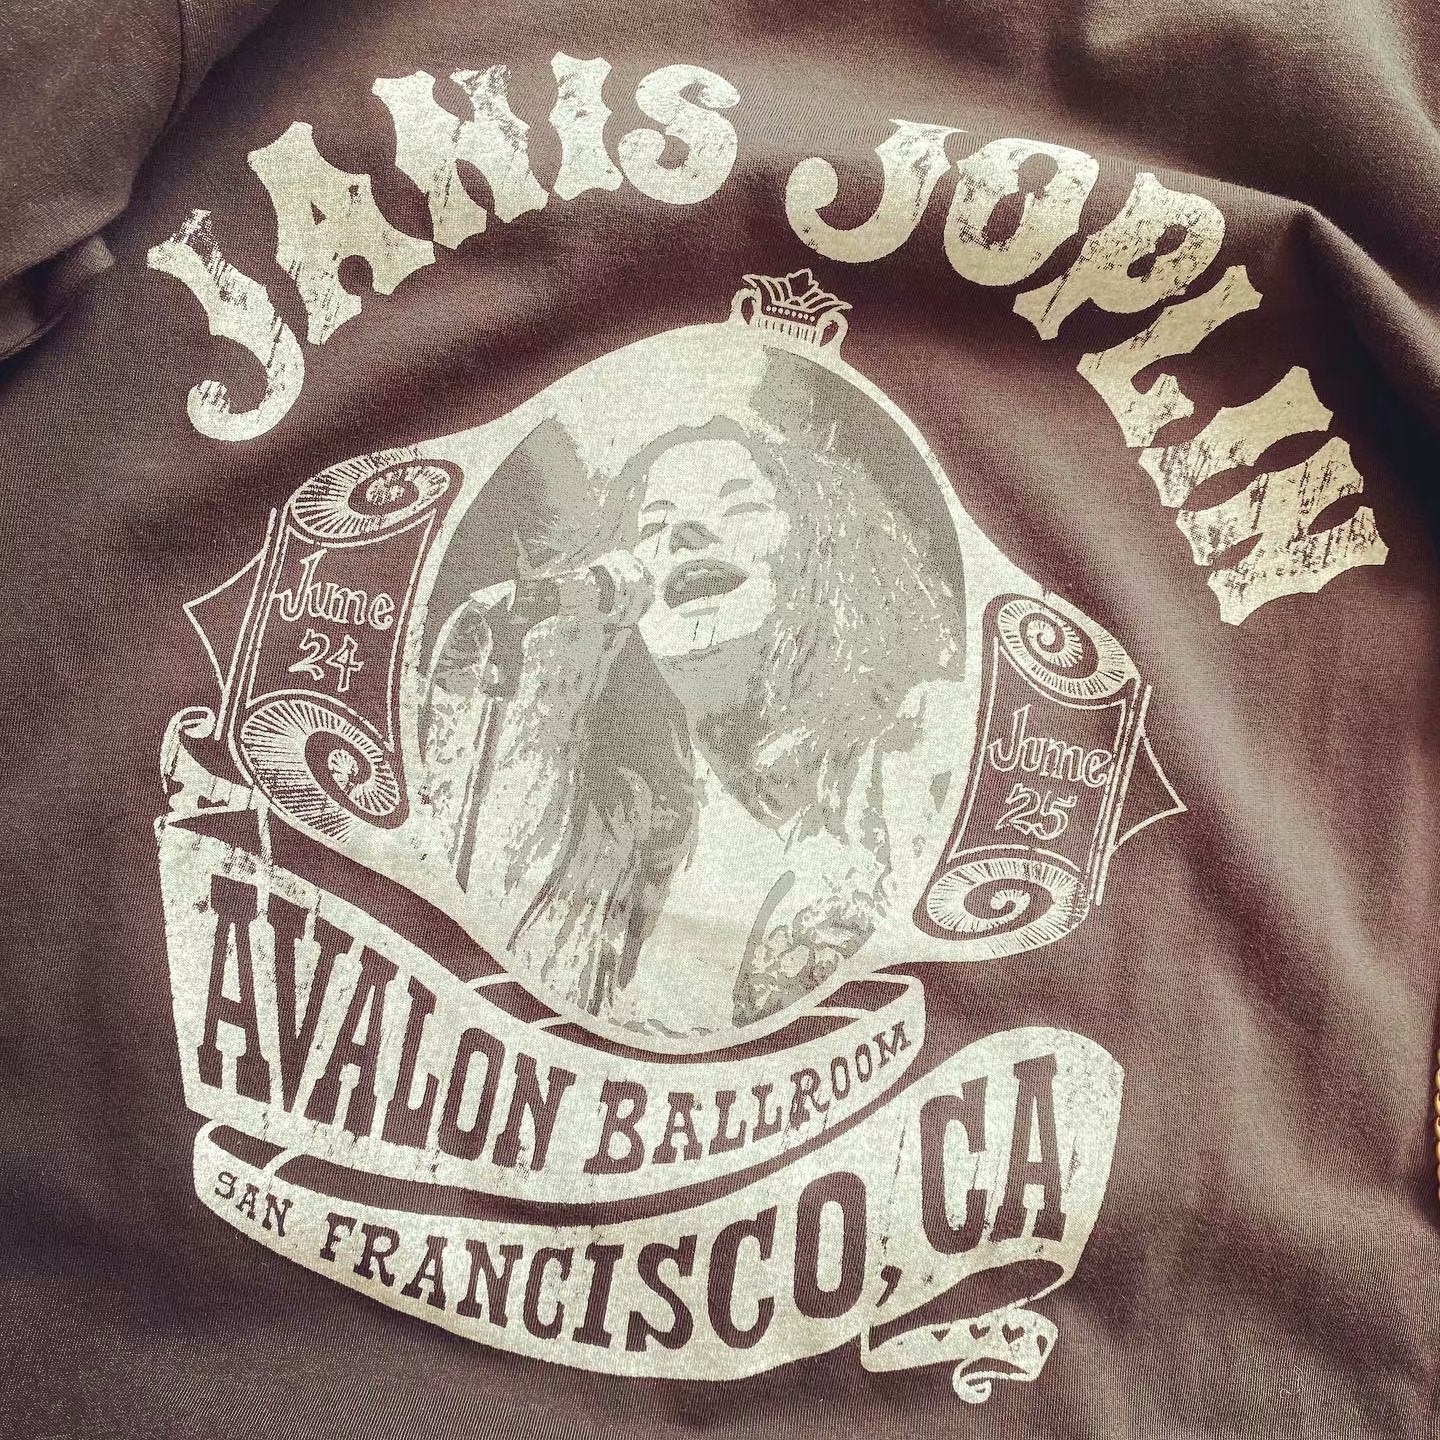 JANIS JOPLIN
June
24
June
25
AVALON BALLROOM
SAN FRANCISCO, CA